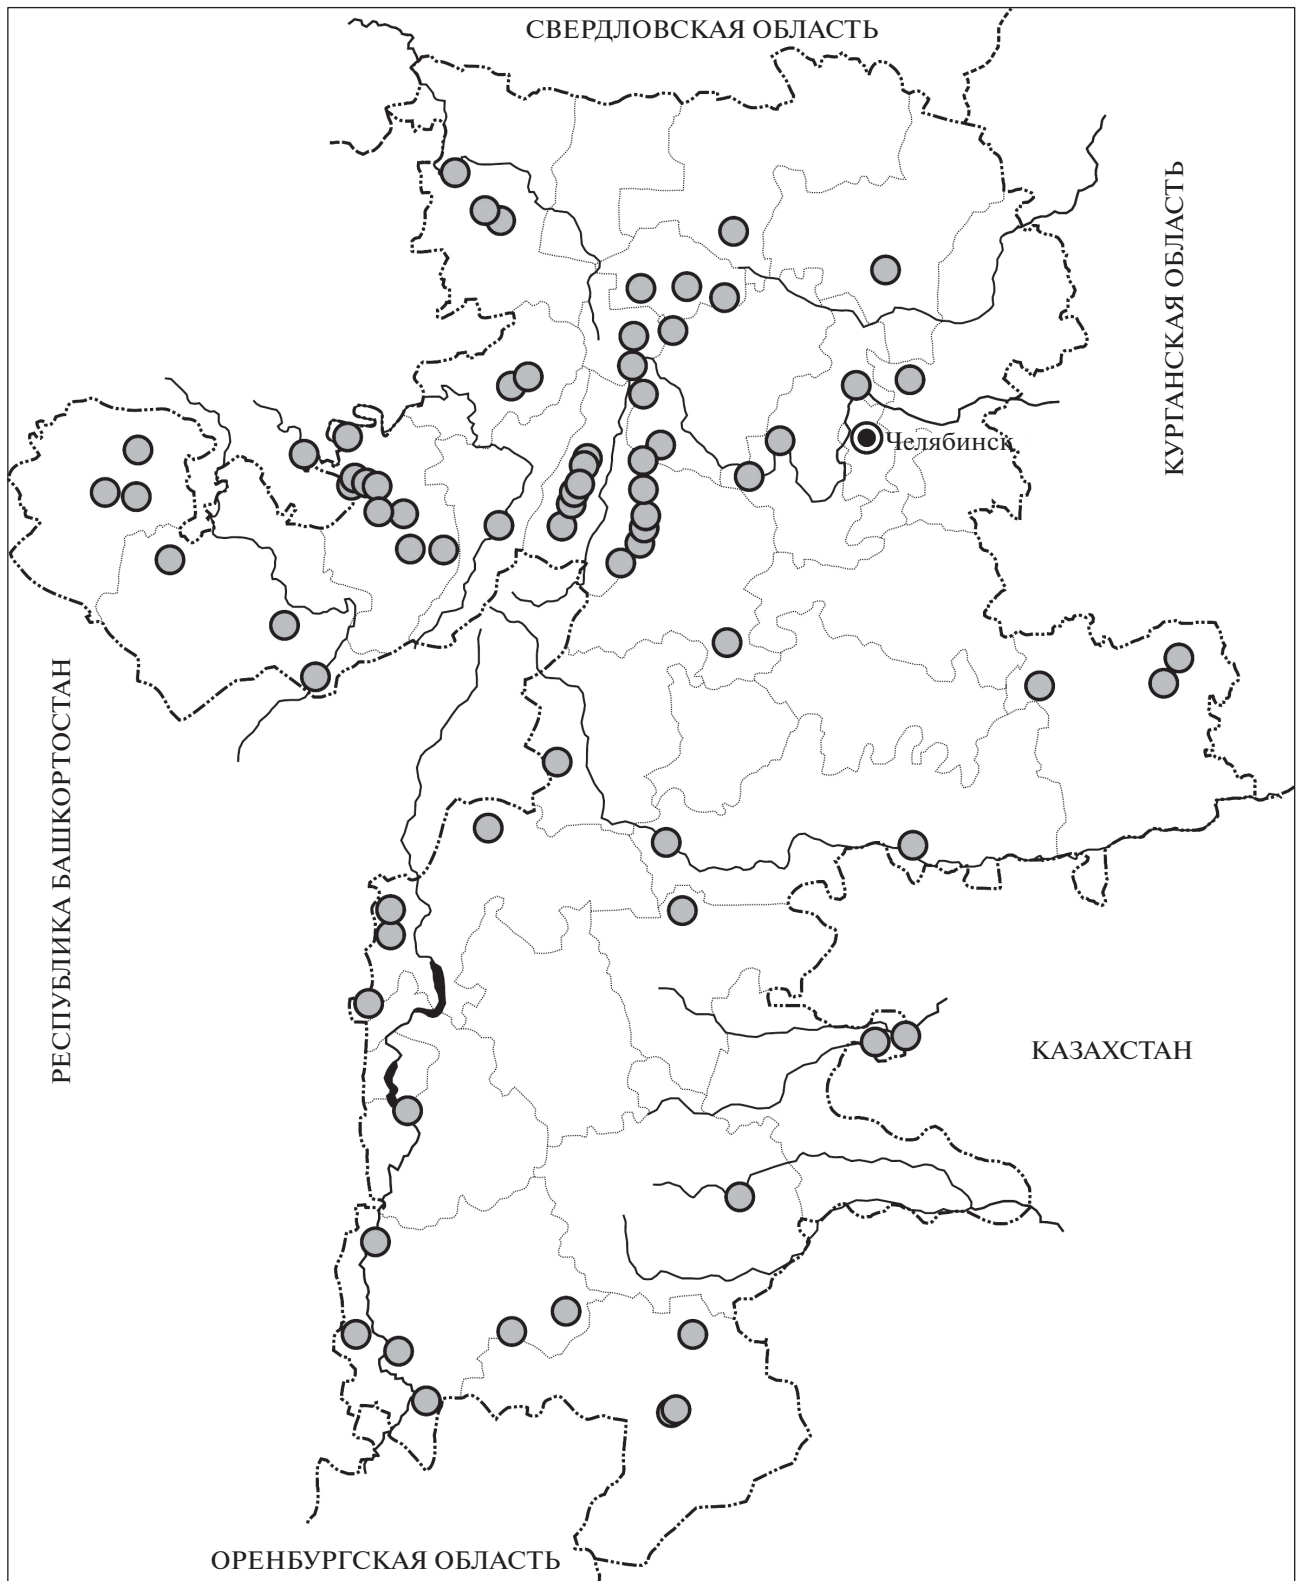 СВЕРДЛОВСКАЯ ОБЛАСТЬ
КУРГАНСКАЯ ОБЛАСТЬ
Челябинск
РЕСПУБЛИКА БАШКОРТОСТАН
КАЗАХСТАН
ОРЕНБУРГСКАЯ ОБЛАСТЬ